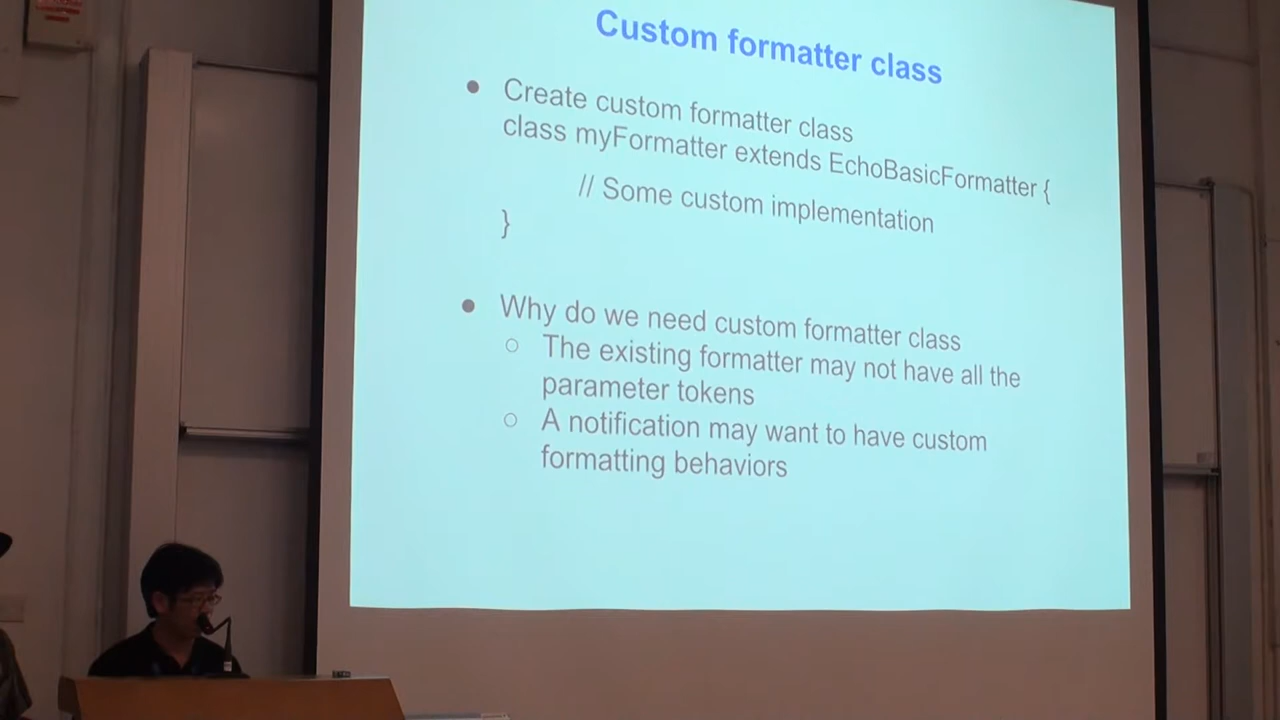 Custom formatter class
● Create custom formatter class
class myFormatter extends EchoBasicFormatter {
// Some custom implementation
}
● Why do we need custom formatter class
○ The existing formatter may not have all the
parameter tokens
○ A notification may want to have custom
formatting behaviors